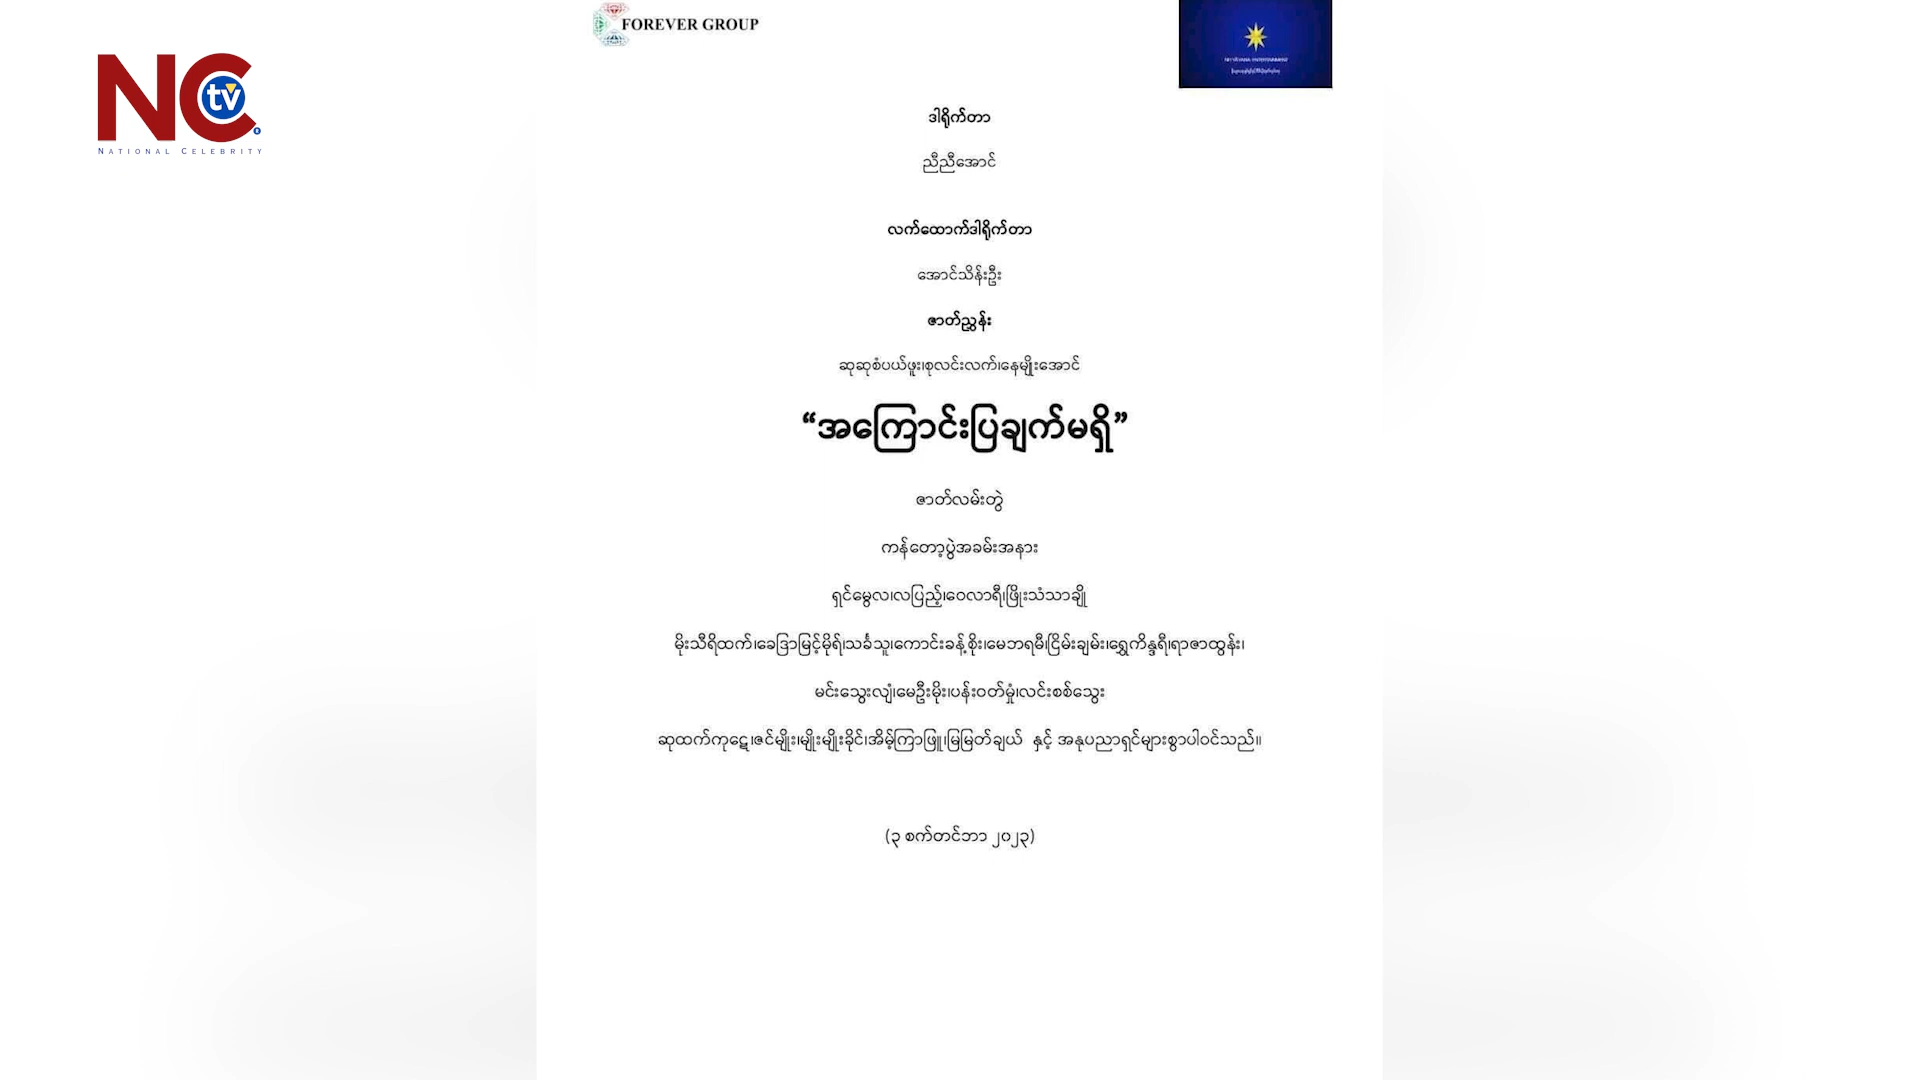 FOREVER GROUP
NC tv
NATIONAL CELEBRITY
ဒါရိုက်တာ
ညီညီအောင်
လက်ထောက်ဒါရိုက်တာ
အောင်သိန်းဦး
ဇာတ်ညွှန်း
ဆုဆုစံပယ်ဖူး၊စုလင်းလက်၊နေမျိုးအောင်
“အကြောင်းပြချက်မရှိ”
ဇာတ်လမ်းတွဲ
ကန်တော့ပွဲအခမ်းအနား
ရှင်မွေလ၊လပြည့်၊ဝေလာရီ၊ဖြိုးသံသာချို
မိုးသီရိထက်၊ခေဒြာမြင့်မိုရ်၊သင်္ခသူ၊ကောင်းခန့်စိုး၊မေဘရမီ၊ငြိမ်းချမ်း၊ရွှေကိန္ဒရီ၊ရာဇာထွန်း၊
မင်းသွေးလျှံ၊မေဦးမိုး၊ပန်းဝတ်မှုံ၊လင်းစစ်သွေး
ဆုထက်ကုဋေ၊ဇင်မျိုး၊မျိုးမျိုးခိုင်၊အိမ့်ကြာဖြူ၊မြမြတ်ချယ် နှင့် အနုပညာရှင်များစွာပါဝင်သည်။
(၃ စက်တင်ဘာ ၂၀၂၃)